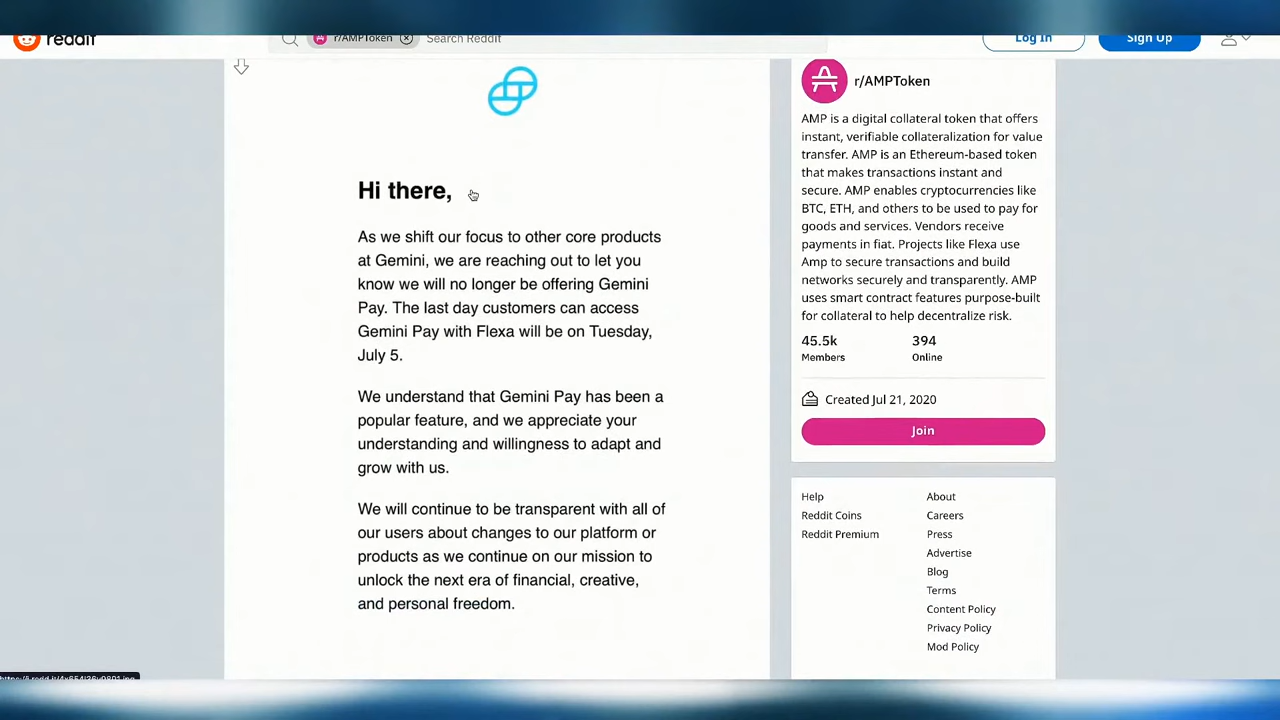 reddit
r/AMPToken
Search Reddit
Log In
Sign Up
Hi there,
As we shift our focus to other core products
at Gemini, we are reaching out to let you
know we will no longer be offering Gemini
Pay. The last day customers can access
Gemini Pay with Flexa will be on Tuesday,
July 5.
We understand that Gemini Pay has been a
popular feature, and we appreciate your
understanding and willingness to adapt and
grow with us.
We will continue to be transparent with all of
our users about changes to our platform or
products as we continue on our mission to
unlock the next era of financial, creative,
and personal freedom.
r/AMPToken
AMP is a digital collateral token that offers
instant, verifiable collateralization for value
transfer. AMP is an Ethereum-based token
that makes transactions instant and
secure. AMP enables cryptocurrencies like
BTC, ETH, and others to be used to pay for
goods and services. Vendors receive
payments in fiat. Projects like Flexa use
Amp to secure transactions and build
networks securely and transparently. AMP
uses smart contract features purpose-built
for collateral to help decentralize risk.
45.5k
394
Members
Online
Created Jul 21, 2020
Join
Help
About
Reddit Coins
Careers
Reddit Premium
Press
Advertise
Blog
Terms
Content Policy
Privacy Policy
Mod Policy